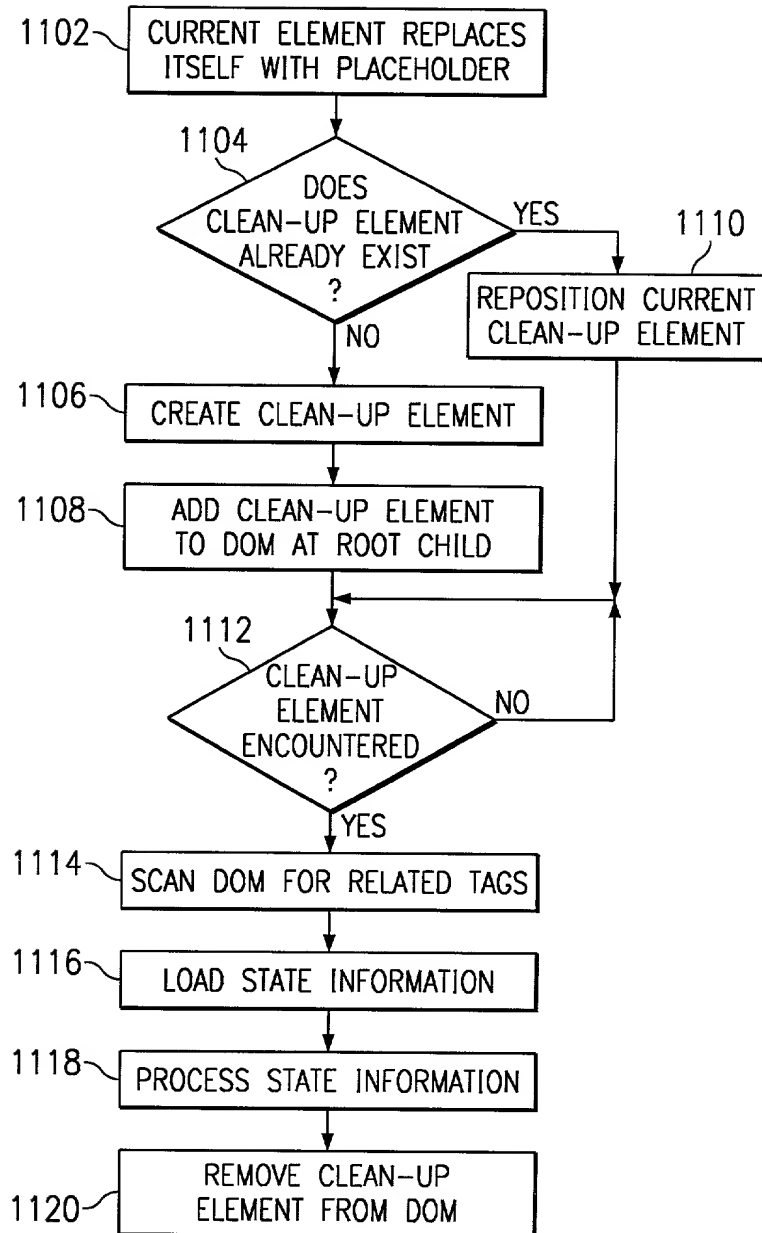 1102
CURRENT ELEMENT REPLACES
ITSELF WITH PLACEHOLDER
1104
DOES
CLEAN-UP ELEMENT
ALREADY EXIST
?
YES
1110
REPOSITION CURRENT
CLEAN-UP ELEMENT
NO
1106
CREATE CLEAN-UP ELEMENT
1108
ADD CLEAN-UP ELEMENT
TO DOM AT ROOT CHILD
1112
CLEAN-UP
ELEMENT
ENCOUNTERED
?
NO
YES
1114
SCAN DOM FOR RELATED TAGS
1116
LOAD STATE INFORMATION
1118
PROCESS STATE INFORMATION
1120
REMOVE CLEAN-UP
ELEMENT FROM DOM